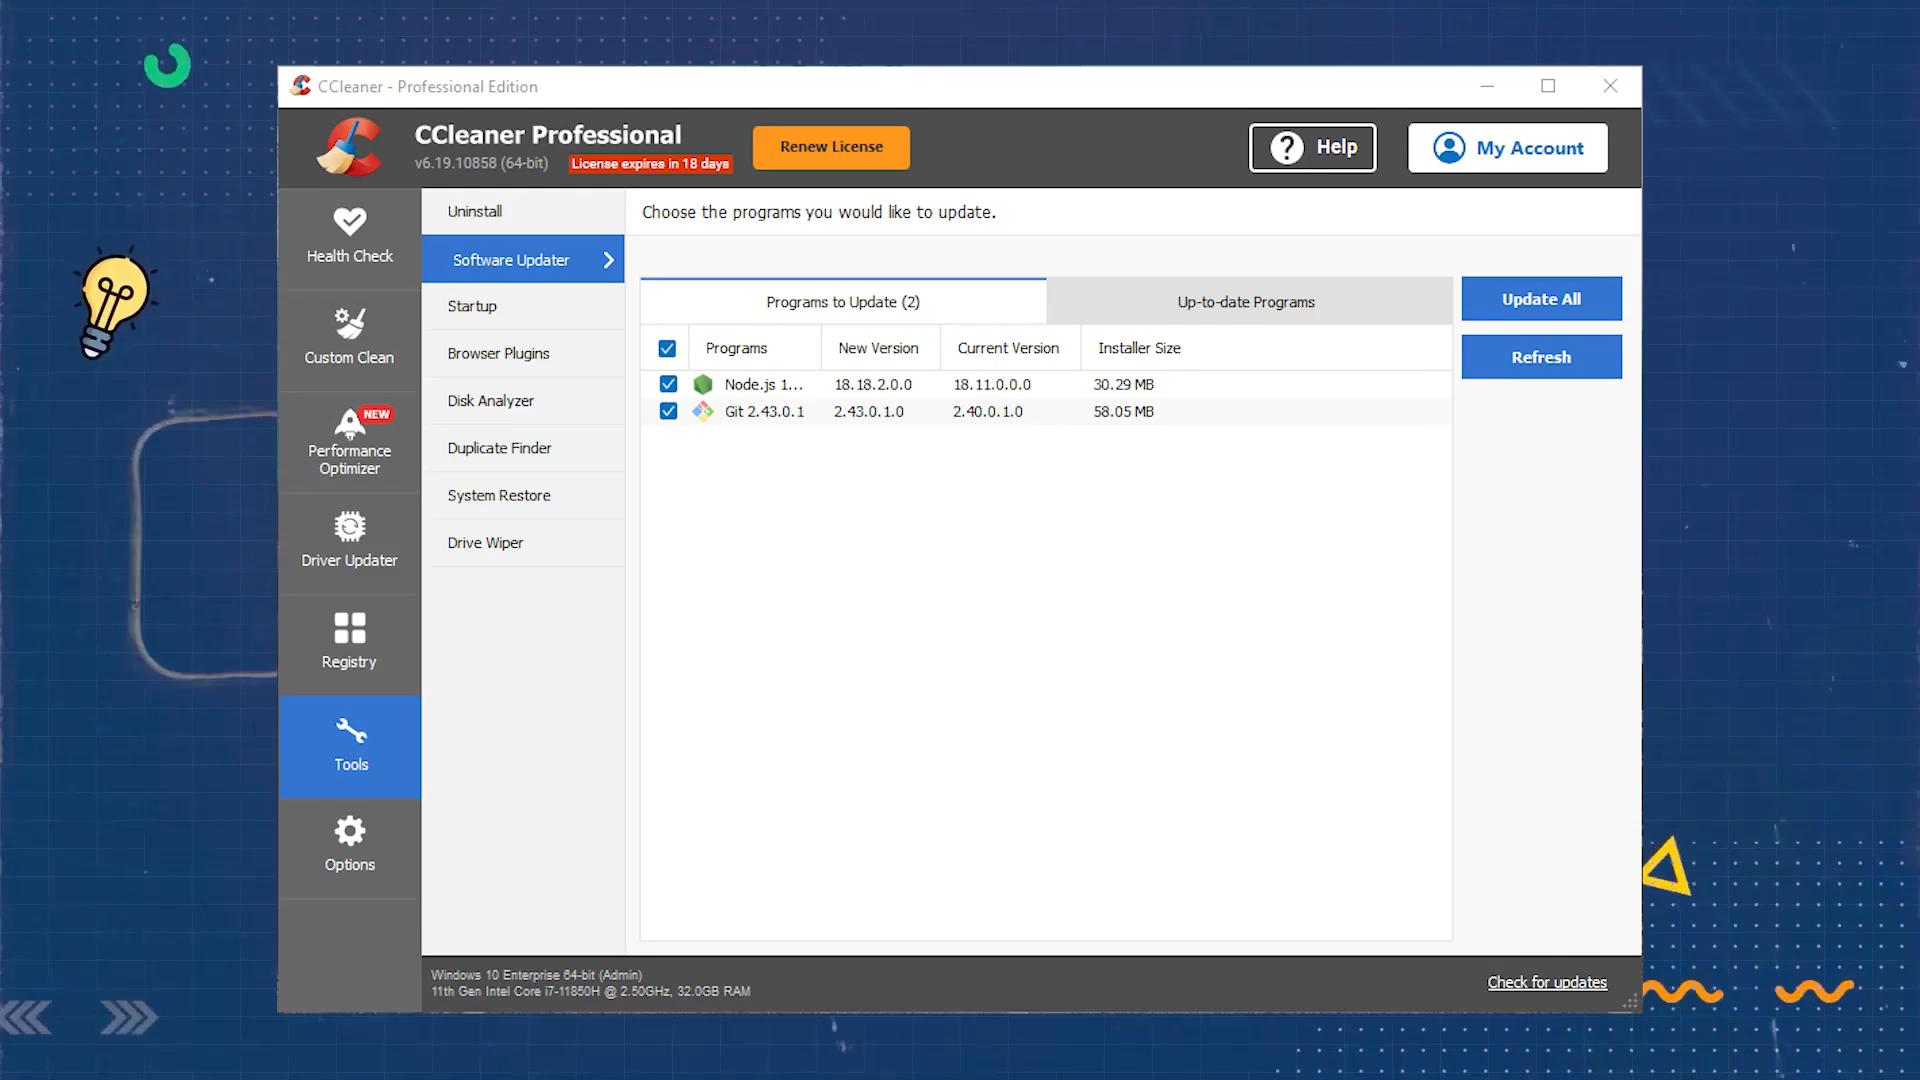 CCleaner - Professional Edition
CCleaner Professional
v6.19.10858 (64-bit)
License expires in 18 days
Renew License
Help
My Account
Health Check
Custom Clean
NEW
Performance
Optimizer
Driver Updater
Registry
Tools
Options
Uninstall
Software Updater
Startup
Browser Plugins
Disk Analyzer
Duplicate Finder
System Restore
Drive Wiper
Choose the programs you would like to update.
Programs to Update (2)
Up-to-date Programs
Update All
Refresh
Programs New Version Current Version Installer Size
Node.js 1... 18.18.2.0.0 18.11.0.0.0 30.29 MB
Git 2.43.0.1 2.43.0.1.0 2.40.0.1.0 58.05 MB
Windows 10 Enterprise 64-bit (Admin)
11th Gen Intel Core i7-11850H @ 2.50GHz, 32.0GB RAM
Check for updates